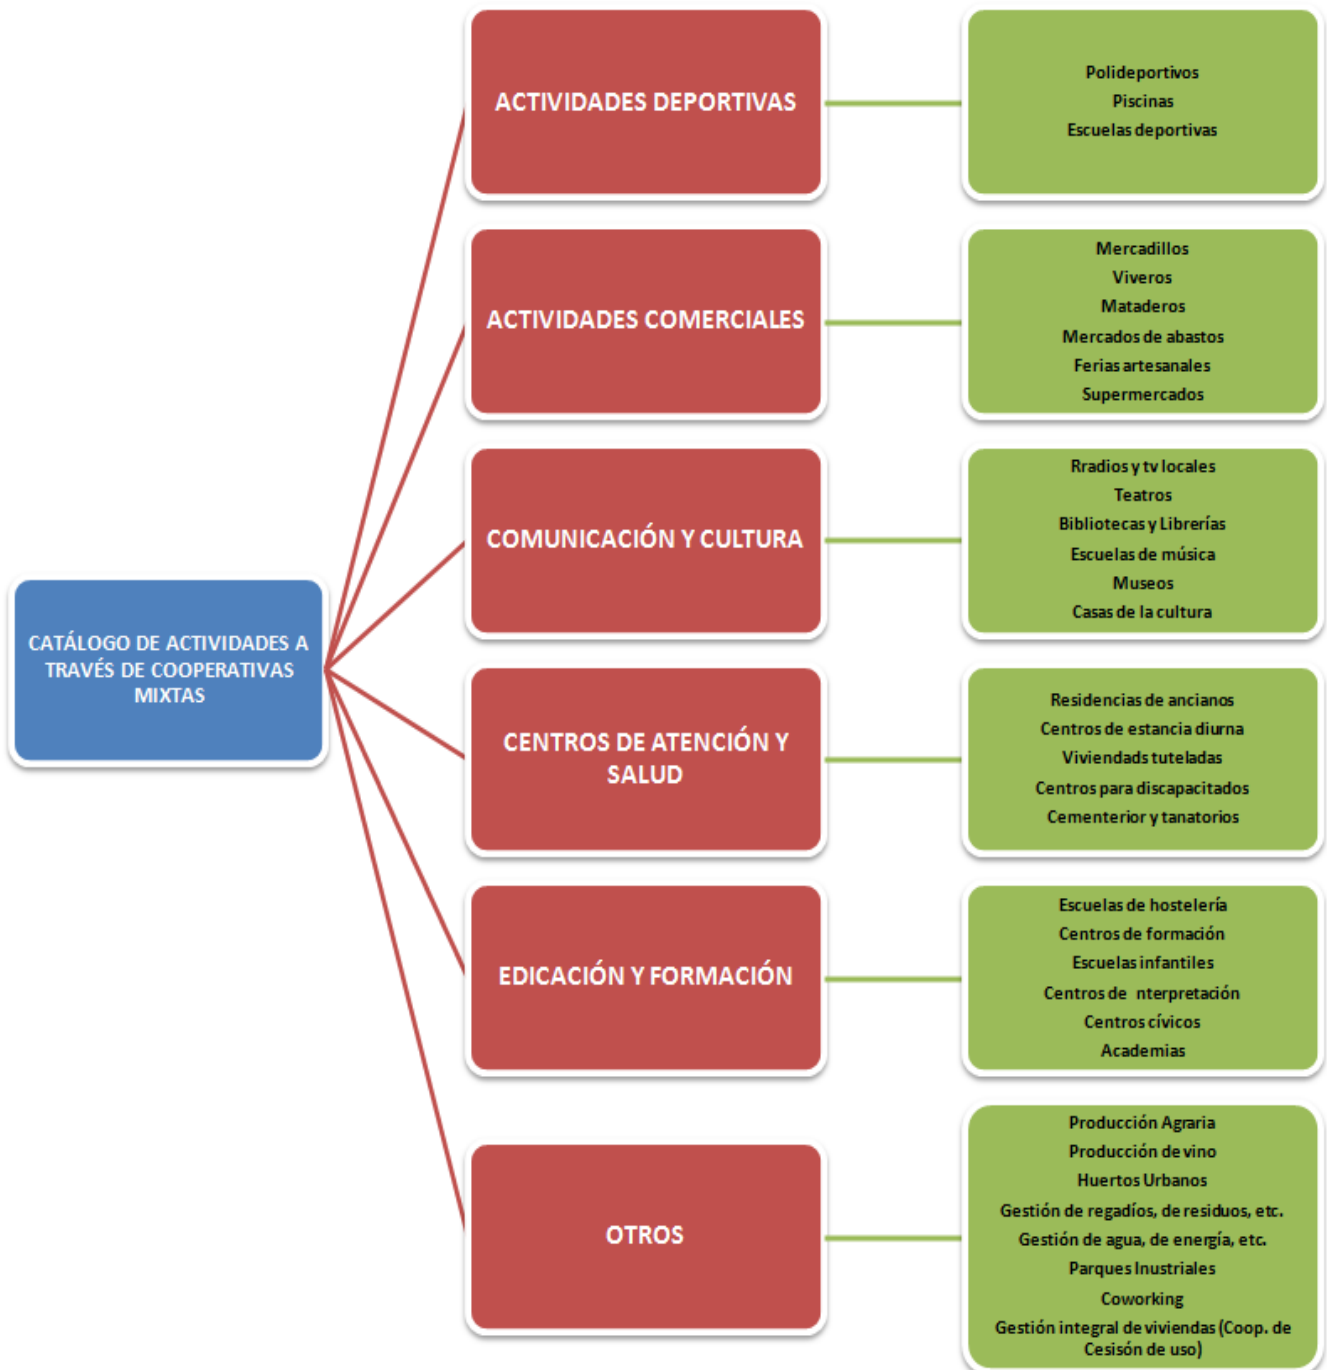 CATÁLOGO DE ACTIVIDADES A
TRAVÉS DE COOPERATIVAS
MIXTAS
ACTIVIDADES DEPORTIVAS
Polideportivos
Piscinas
Escuelas deportivas
ACTIVIDADES COMERCIALES
Mercadillos
Viveros
Mataderos
Mercados de abastos
Ferias artesanales
Supermercados
COMUNICACIÓN Y CULTURA
Rradios y tv locales
Teatros
Bibliotecas y Librerías
Escuelas de música
Museos
Casas de la cultura
CENTROS DE ATENCIÓN Y
SALUD
Residencias de ancianos
Centros de estancia diurna
Viviendads tuteladas
Centros para discapacitados
Cementerior y tanatorios
EDICACIÓN Y FORMACIÓN
Escuelas de hostelería
Centros de formación
Escuelas infantiles
Centros de nterpretación
Centros cívicos
Academias
OTROS
Producción Agraria
Producción de vino
Huertos Urbanos
Gestión de regadíos, de residuos, etc.
Gestión de agua, de energía, etc.
Parques Inustriales
Coworking
Gestión integral de viviendas (Coop. de
Cesisón de uso)